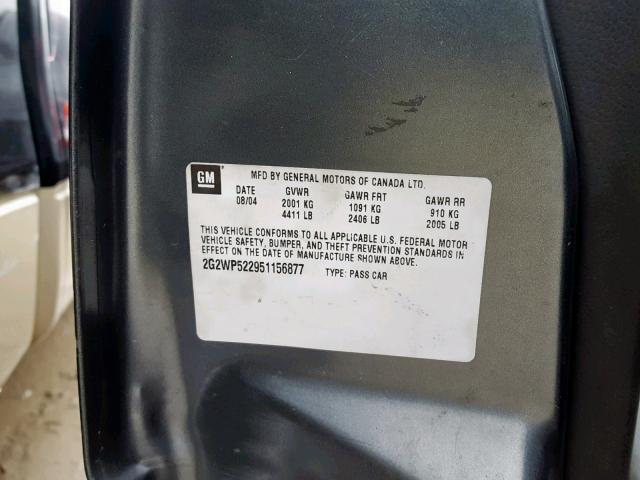 GM
MFD BY GENERAL MOTORS OF CANADA LTD.
DATE GVWR GAWR FRT GAWR RR
08/04 2001 KG 1091 KG 910 KG
4411 LB 2406 LB 2005 LB
THIS VEHICLE CONFORMS TO ALL APPLICABLE U.S. FEDERAL MOTOR
VEHICLE SAFETY, BUMPER, AND THEFT PREVENTION STANDARDS IN
EFFECT ON THE DATE OF MANUFACTURE SHOWN ABOVE.
2G2WP522951156877 TYPE: PASS CAR